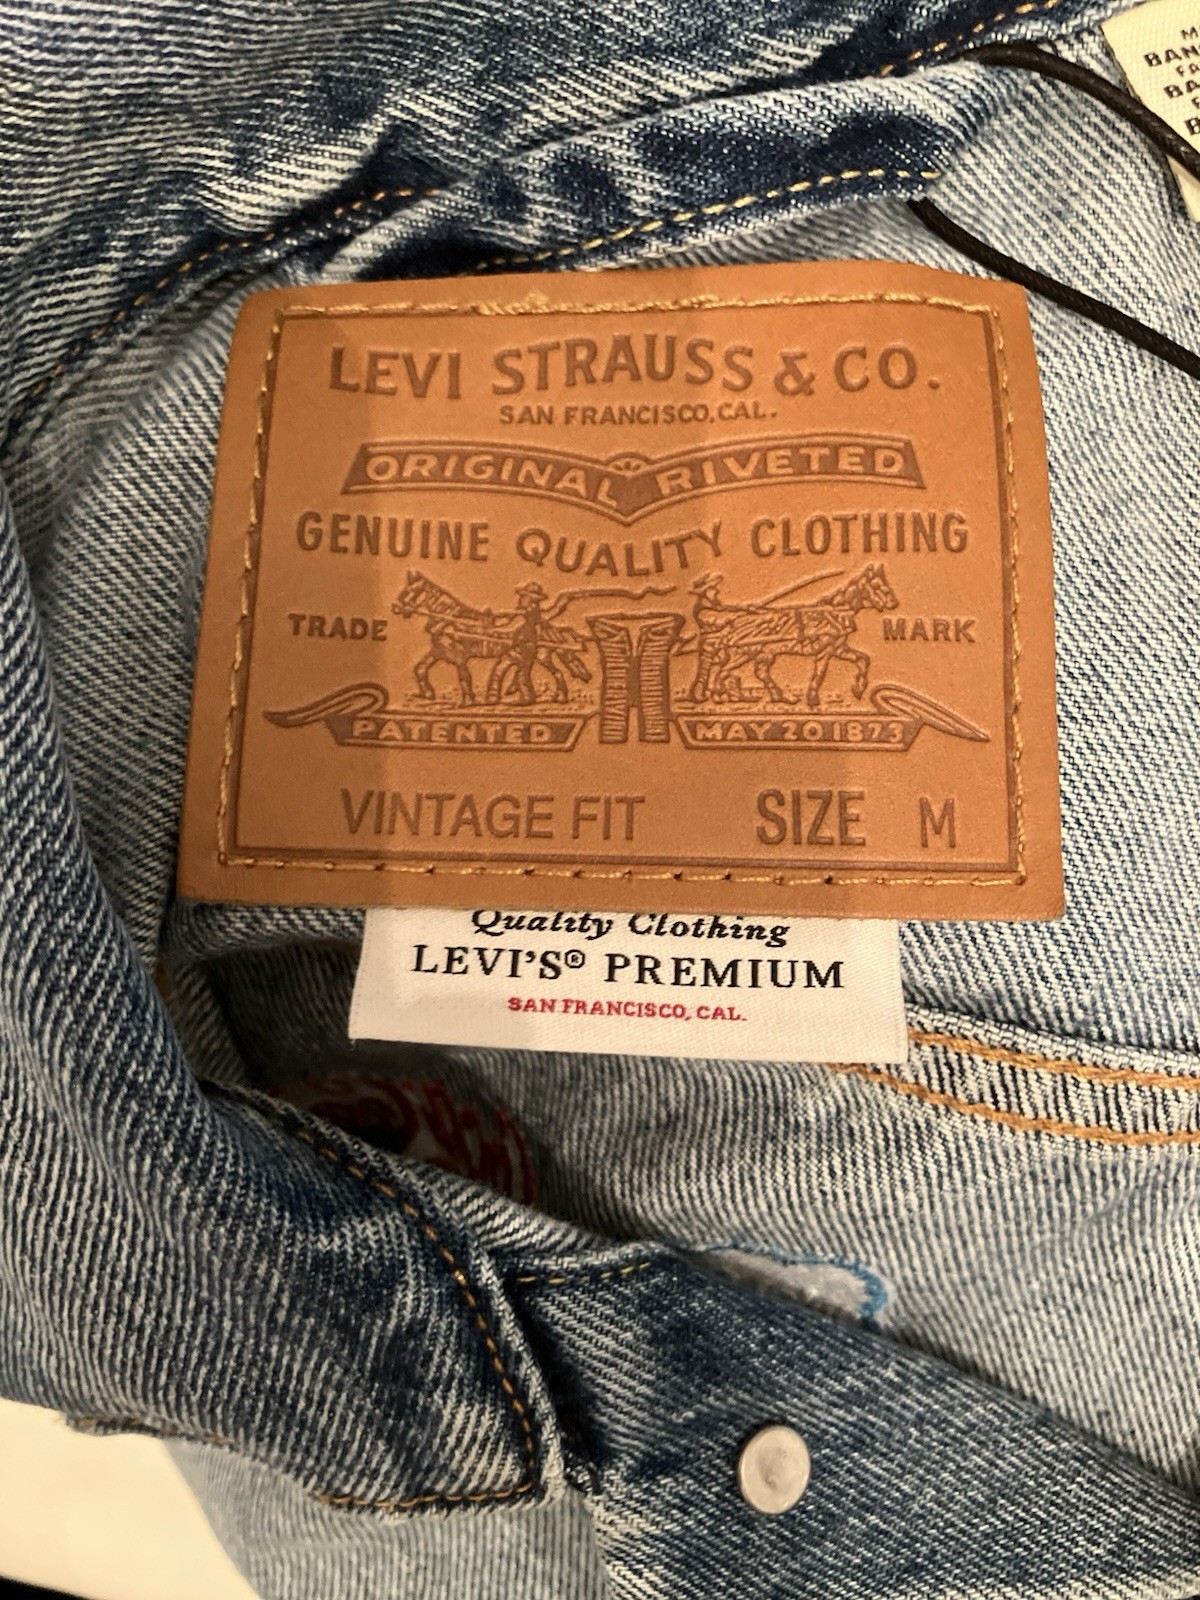 LEVI STRAUSS & CO.
SAN FRANCISCO, CAL.
ORIGINAL RIVETED
GENUINE QUALITY CLOTHING
TRADE MARK
PATENTED MAY 20 1873
VINTAGE FIT SIZE M
Quality Clothing
LEVI'S® PREMIUM
SAN FRANCISCO, CAL.